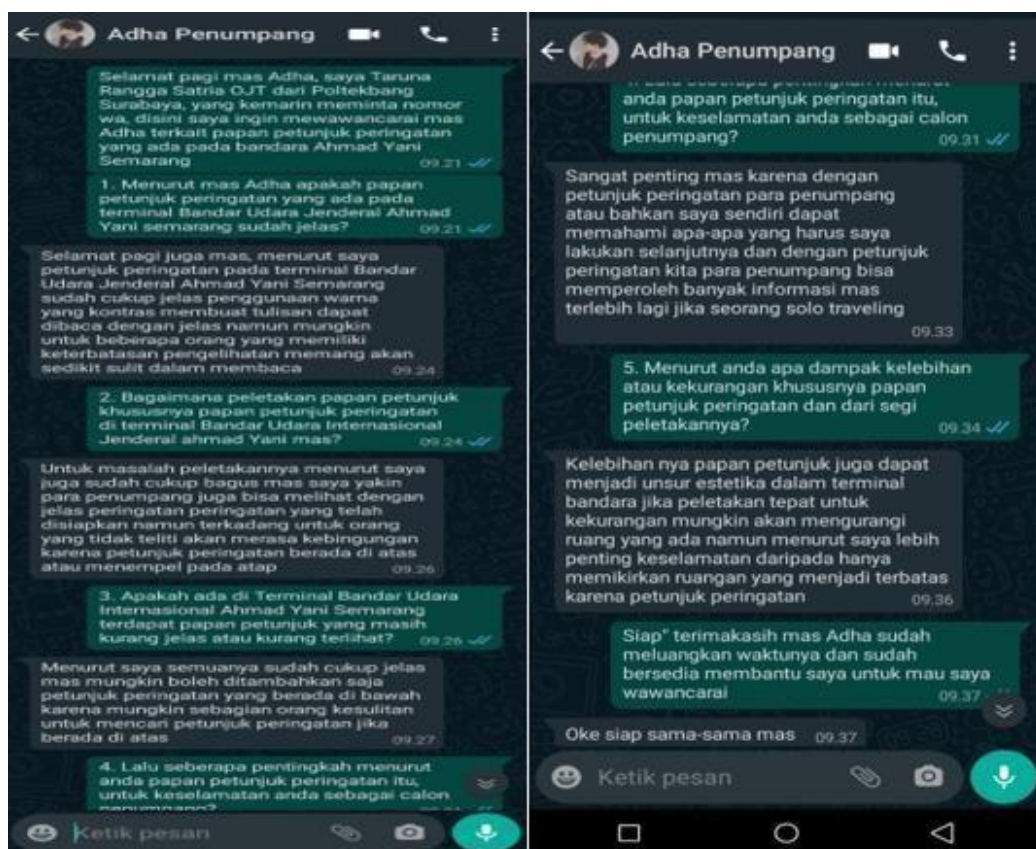 Adha Penumpang
Selamat pagi mas Adha, saya Taruna
Rangga Satria OJT dari Poltekbang
Surabaya, yang kemarin meminta nomor
wa, disini saya ingin mewawancarai mas
Adha terkait papan petunjuk peringatan
yang ada pada bandara Ahmad Yani
Semarang
09.21
1. Menurut mas Adha apakah papan
petunjuk peringatan yang ada pada
terminal Bandar Udara Jenderal Ahmad
Yani semarang sudah jelas?
09.21
Selamat pagi juga mas, menurut saya
petunjuk peringatan pada terminal Bandar
Udara Jenderal Ahmad Yani Semarang
sudah cukup jelas penggunaan warna
yang kontras membuat tulisan dapat
dibaca dengan jelas namun mungkin
untuk beberapa orang yang memiliki
keterbatasan pengelihatan memang akan
sedikit sulit dalam membaca
09.24
2. Bagaimana peletakan papan petunjuk
khususnya papan petunjuk peringatan
di terminal Bandar Udara Internasional
Jenderal ahmad Yani mas?
09.24
Untuk masalah peletakannya menurut saya
juga sudah cukup bagus mas saya yakin
para penumpang juga bisa melihat dengan
jelas peringatan peringatan yang telah
disiapkan namun terkadang untuk orang
yang tidak teliti akan merasa kebingungan
karena petunjuk peringatan berada di atas
atau menempel pada atap
09.26
3. Apakah ada di Terminal Bandar Udara
Internasional Ahmad Yani Semarang
terdapat papan petunjuk yang masih
kurang jelas atau kurang terlihat?
09.26
Menurut saya semuanya sudah cukup jelas
mas mungkin boleh ditambahkan saja
petunjuk peringatan yang berada di bawah
karena mungkin sebagian orang kesulitan
untuk mencari petunjuk peringatan jika
berada di atas
09.27
4. Lalu seberapa pentingkah menurut
anda papan petunjuk peringatan itu,
untuk keselamatan anda sebagai calon
penumpang?
Ketik pesan
Adha Penumpang
anda papan petunjuk peringatan itu,
untuk keselamatan anda sebagai calon
penumpang?
09.31
Sangat penting mas karena dengan
petunjuk peringatan para penumpang
atau bahkan saya sendiri dapat
memahami apa-apa yang harus saya
lakukan selanjutnya dan dengan petunjuk
peringatan kita para penumpang bisa
memperoleh banyak informasi mas
terlebih lagi jika seorang solo traveling
09.33
5. Menurut anda apa dampak kelebihan
atau kekurangan khususnya papan
petunjuk peringatan dan dari segi
peletakannya?
09.34
Kelebihan nya papan petunjuk juga dapat
menjadi unsur estetika dalam terminal
bandara jika peletakan tepat untuk
kekurangan mungkin akan mengurangi
ruang yang ada namun menurut saya lebih
penting keselamatan daripada hanya
memikirkan ruangan yang menjadi terbatas
karena petunjuk peringatan
09.36
Siap" terimakasih mas Adha sudah
meluangkan waktunya dan sudah
bersedia membantu saya untuk mau saya
wawancarai
09.37
Oke siap sama-sama mas
09.37
Ketik pesan